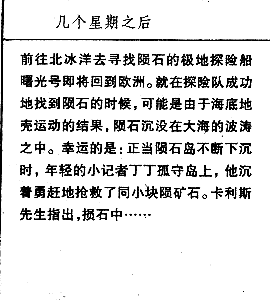 几个星期之后
前往北冰洋去寻找陨石的极地探险船
曙光号即将回到欧洲。就在探险队成功
地找到陨石的时候，可能是由于海底地
壳运动的结果，陨石沉没在大海的波涛
之中。幸运的是：正当陨石岛不断下沉
时，年轻的小记者丁丁孤守岛上，他沉
着勇赶地抢救了同小块陨矿石。卡利斯
先生指出，损石中……